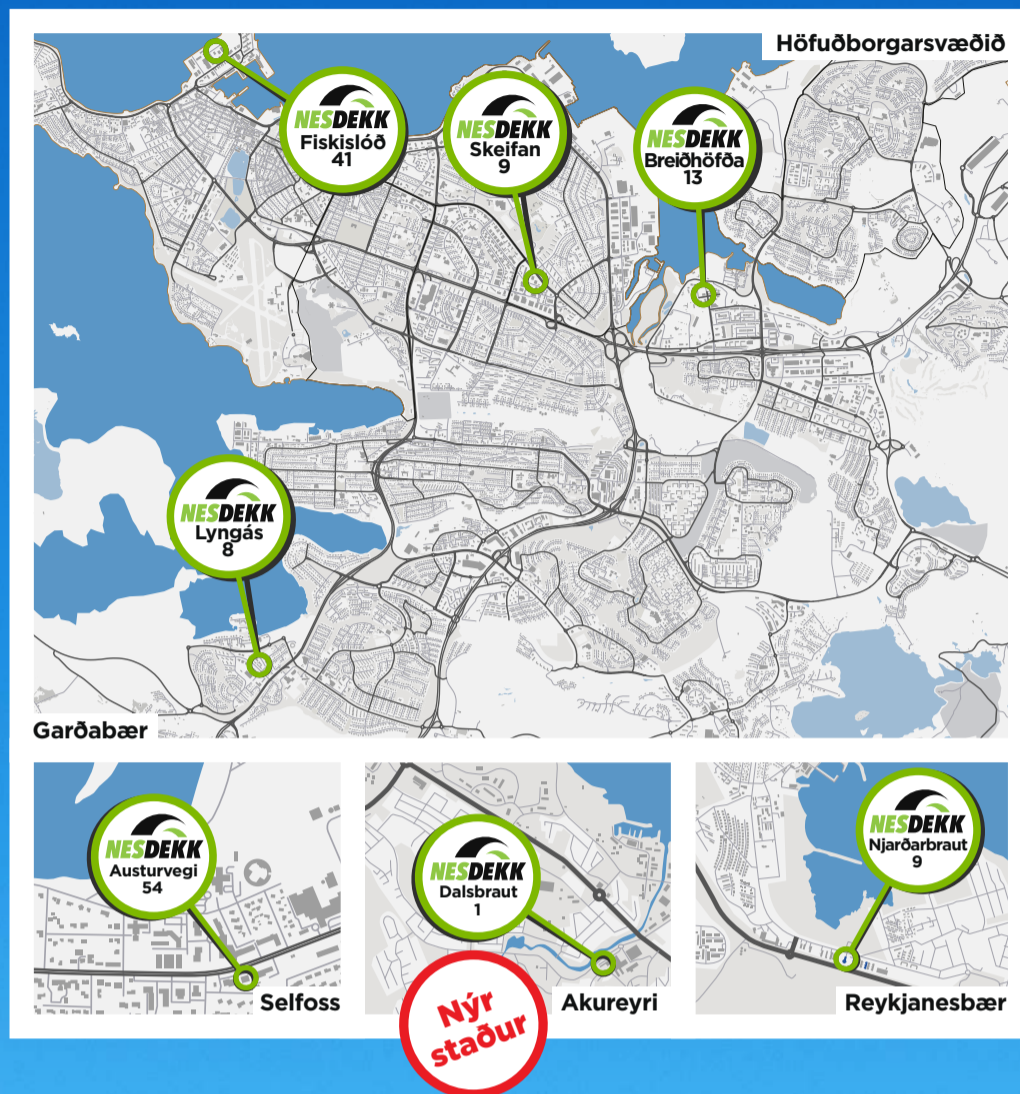 Höfuðborgarsvæðið
NESDEKK
Fiskislóð
41
NESDEKK
Skeifan
9
NESDEKK
Breiðhöfða
13
NESDEKK
Lyngás
8
Garðabær
NESDEKK
Austurvegi
54
Selfoss
NESDEKK
Dalsbraut
1
Akureyri
Nýr
staður
NESDEKK
Njarðarbraut
9
Reykjanesbær